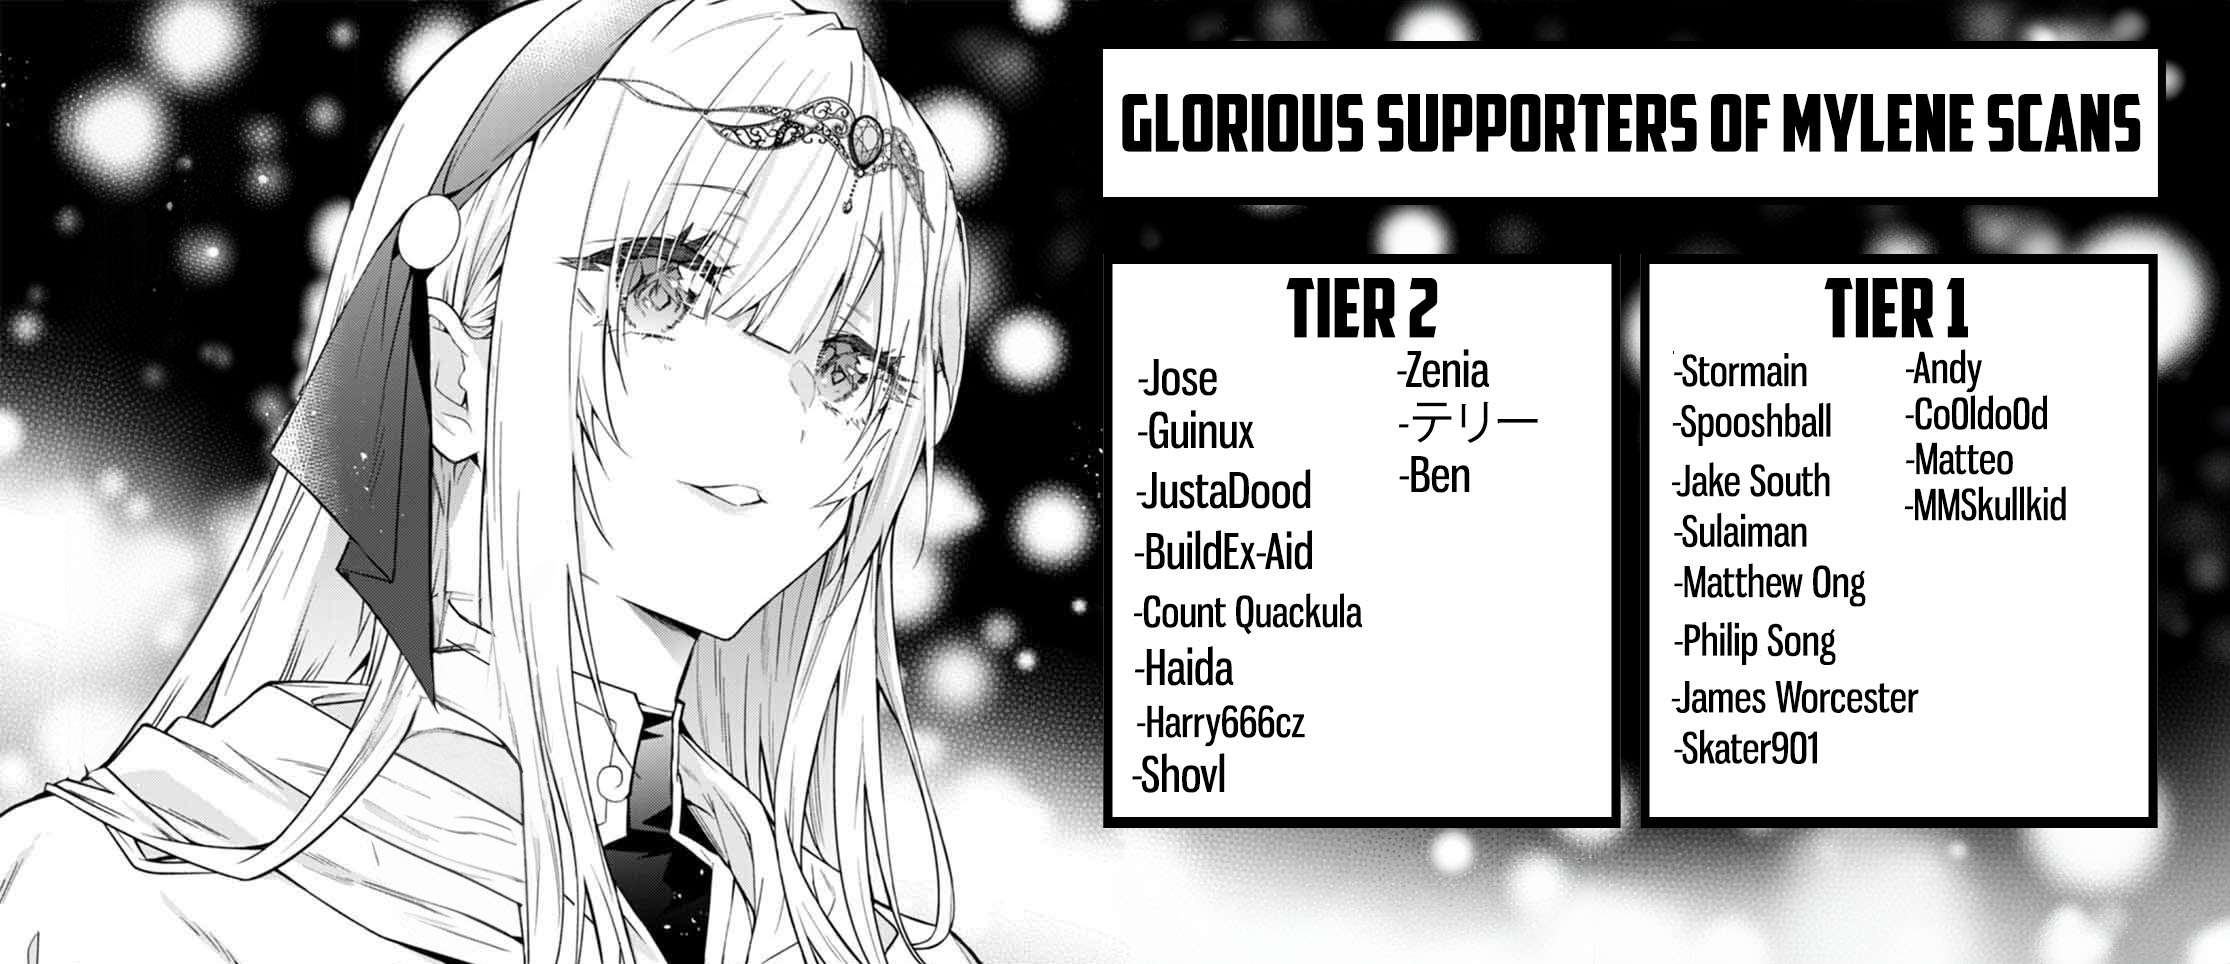 GLORIOUS SUPPORTERS OF MYLENE SCANS
TIER 2
-Jose
-Guinux
-JustaDood
-BuildEx-Aid
-Count Quackula
-Haida
-Harry666cz
-Shovl
-Zenia
-テリー
-Ben
TIER 1
-Stormain
-Spooshball
-Jake South
-Sulaiman
-Matthew Ong
-Philip Song
-James Worcester
-Skater901
-Andy
-Co0ldo0d
-Matteo
-MMSkullkid